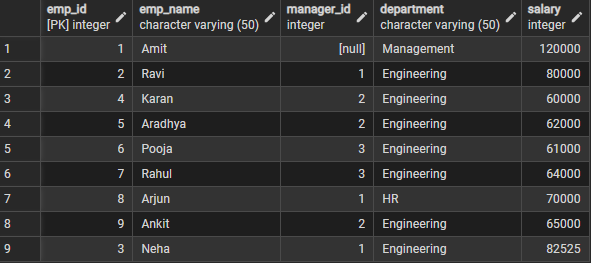 emp_id manager_id emp_name department salary
[PK] integer character varying (50) integer character varying (50) integer
1 1 Amit [null] Management 120000
2 2 Ravi 1 Engineering 80000
3 4 Karan 2 Engineering 60000
4 5 Aradhya 2 Engineering 62000
5 6 Pooja 3 Engineering 61000
6 7 Rahul 3 Engineering 64000
7 8 Arjun 1 HR 70000
8 9 Ankit 2 Engineering 65000
9 3 Neha 1 Engineering 82525